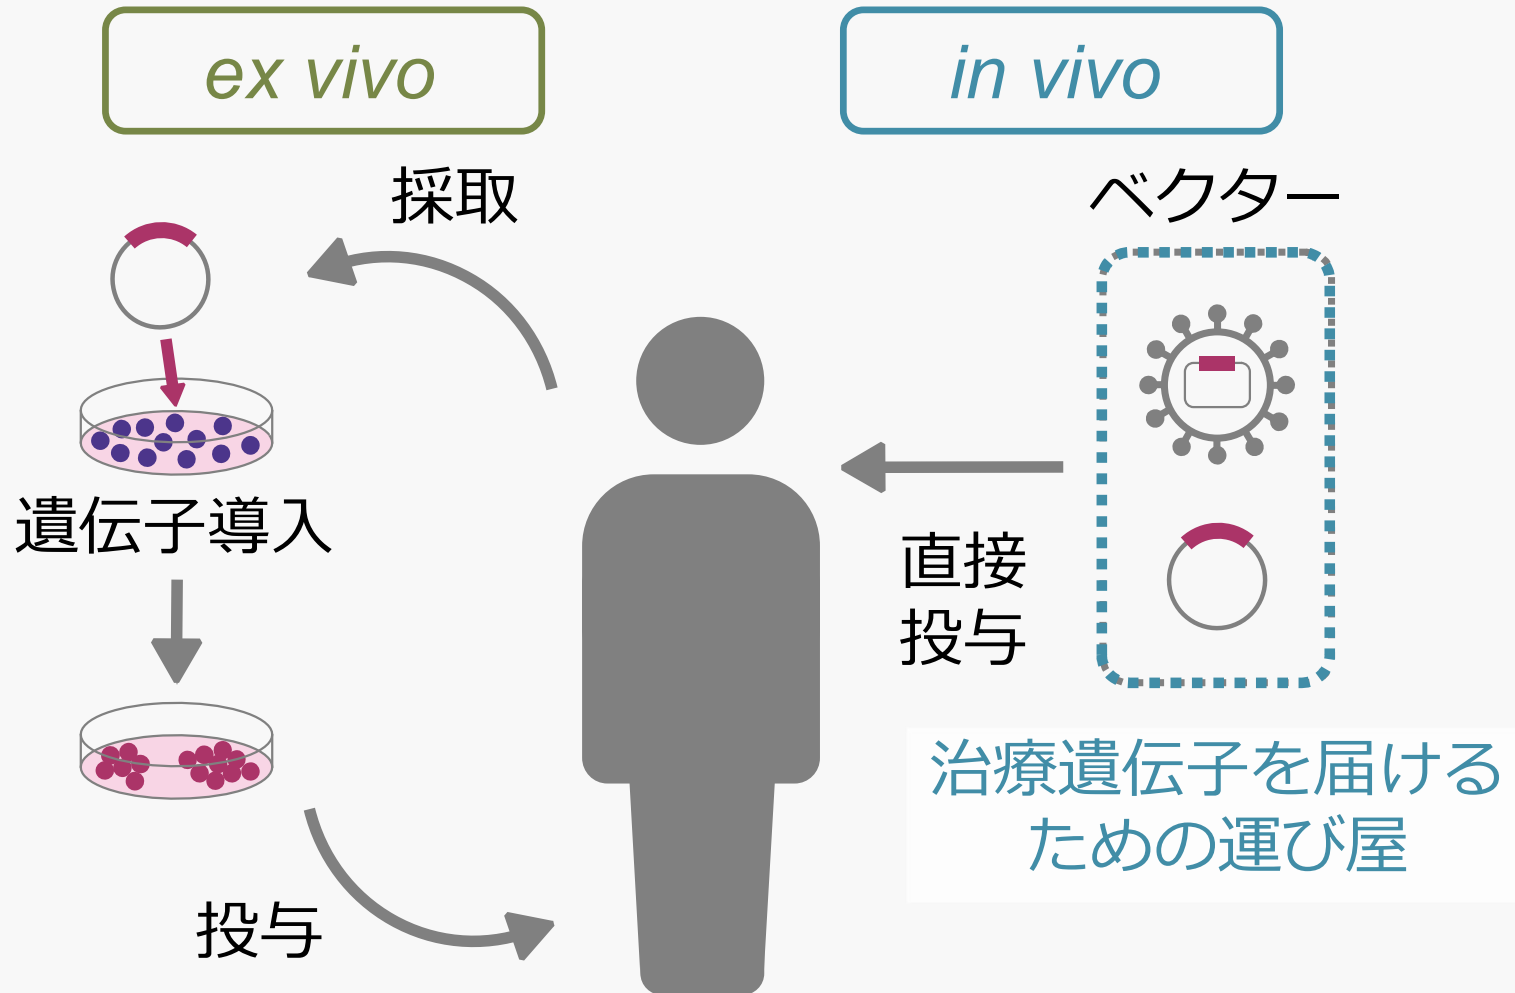 ex vivo
in vivo
採取
ベクター
遺伝子導入
直接
投与
治療遺伝子を届ける
ための運び屋
投与